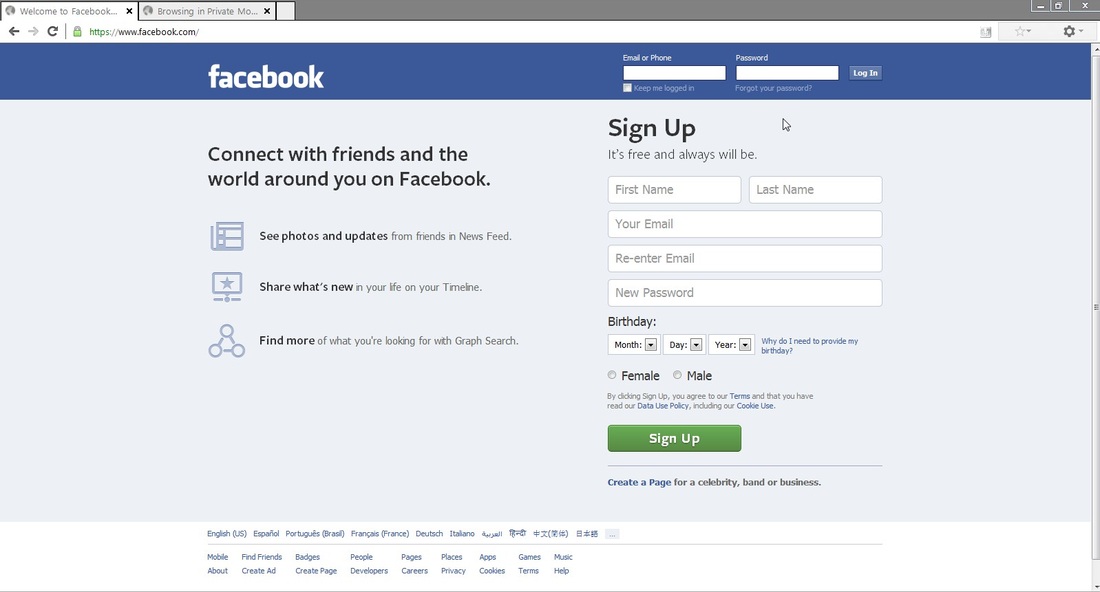 Welcome to Facebook...
Browsing in Private Mo...
https://www.facebook.com/
facebook
Email or Phone
Password
Log In
Keep me logged in
Forgot your password?
Connect with friends and the
world around you on Facebook.
See photos and updates from friends in News Feed.
Share what's new in your life on your Timeline.
Find more of what you're looking for with Graph Search.
Sign Up
It's free and always will be.
First Name
Last Name
Your Email
Re-enter Email
New Password
Birthday:
Month:
Day:
Year:
Why do I need to provide my
birthday?
Female
Male
By clicking Sign Up, you agree to our Terms and that you have
read our Data Use Policy, including our Cookie Use.
Sign Up
Create a Page for a celebrity, band or business.
English (US) Español Português (Brasil) Français (France) Deutsch Italiano العربية हिन्दी 中文(简体) 日本語 ...
Mobile Find Friends Badges People Pages Places Apps Games Music
About Create Ad Create Page Developers Careers Privacy Cookies Terms Help